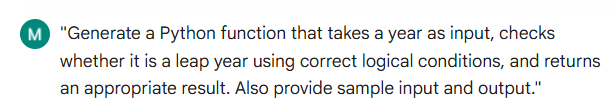 M "Generate a Python function that takes a year as input, checks
whether it is a leap year using correct logical conditions, and returns
an appropriate result. Also provide sample input and output."